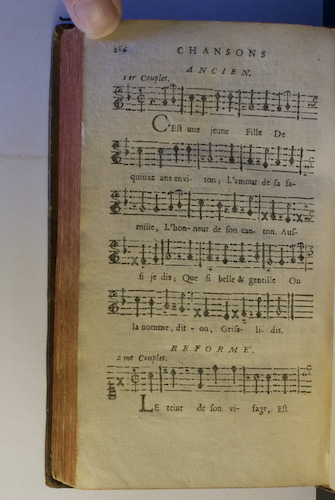 286 CHANSONS
ANCIEN.
1er Couplet.
C'Est une jeune Fille De
quinze ans envi- ron; L'amour de sa fa-
mille, L'hon- neur de son can- ton. Aus-
si je dis; Que si belle & gentille On
la nomme, dit - on, Grise- li- dis.
REFORMÉ.
2me Couplet.
LE teint de son vi- sage, Est